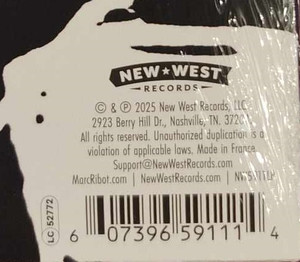 NEW★WEST
RECORDS
© & ℗ 2025 New West Records, LLC.
2923 Berry Hill Dr., Nashville, TN. 37204
All rights reserved. Unauthorized duplication is a
violation of applicable laws. Made in France.
Support@NewWestRecords.com
MarcRibot.com | NewWestRecords.com |
LC 52772
6 07396 59111 4